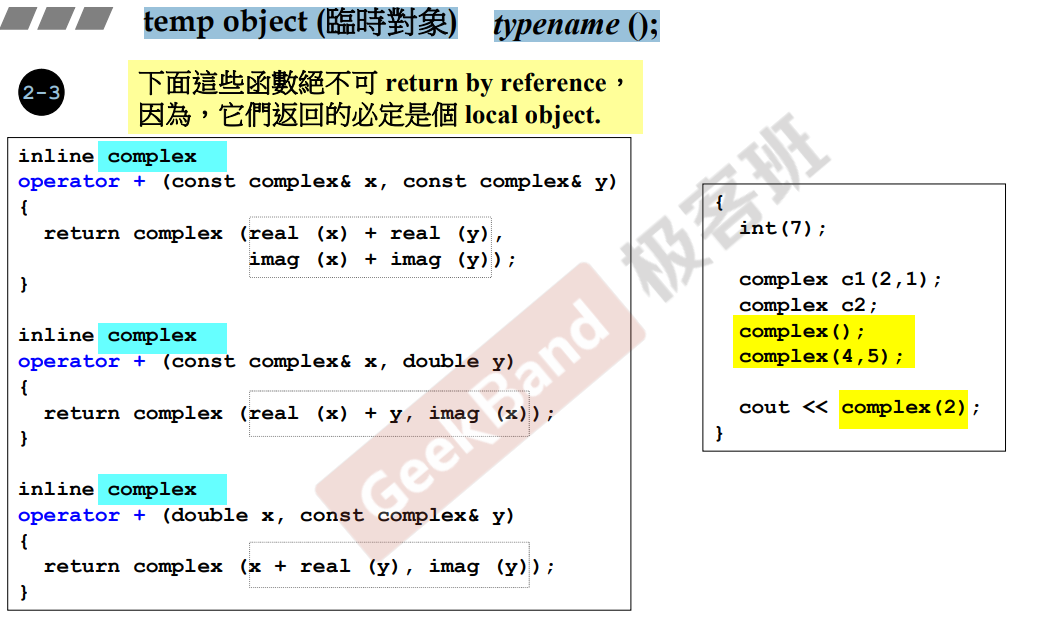 temp object (臨時對象) typename ();
2-3
下面這些函數絕不可 return by reference，
因為，它們返回的必定是個 local object.
inline complex
operator + (const complex& x, const complex& y)
{
return complex (real (x) + real (y),
imag (x) + imag (y));
}
inline complex
operator + (const complex& x, double y)
{
return complex (real (x) + y, imag (x));
}
inline complex
operator + (double x, const complex& y)
{
return complex (x + real (y), imag (y));
}
{
int(7);
complex c1(2,1);
complex c2;
complex();
complex(4,5);
cout << complex(2);
}
GeekBand 极客班